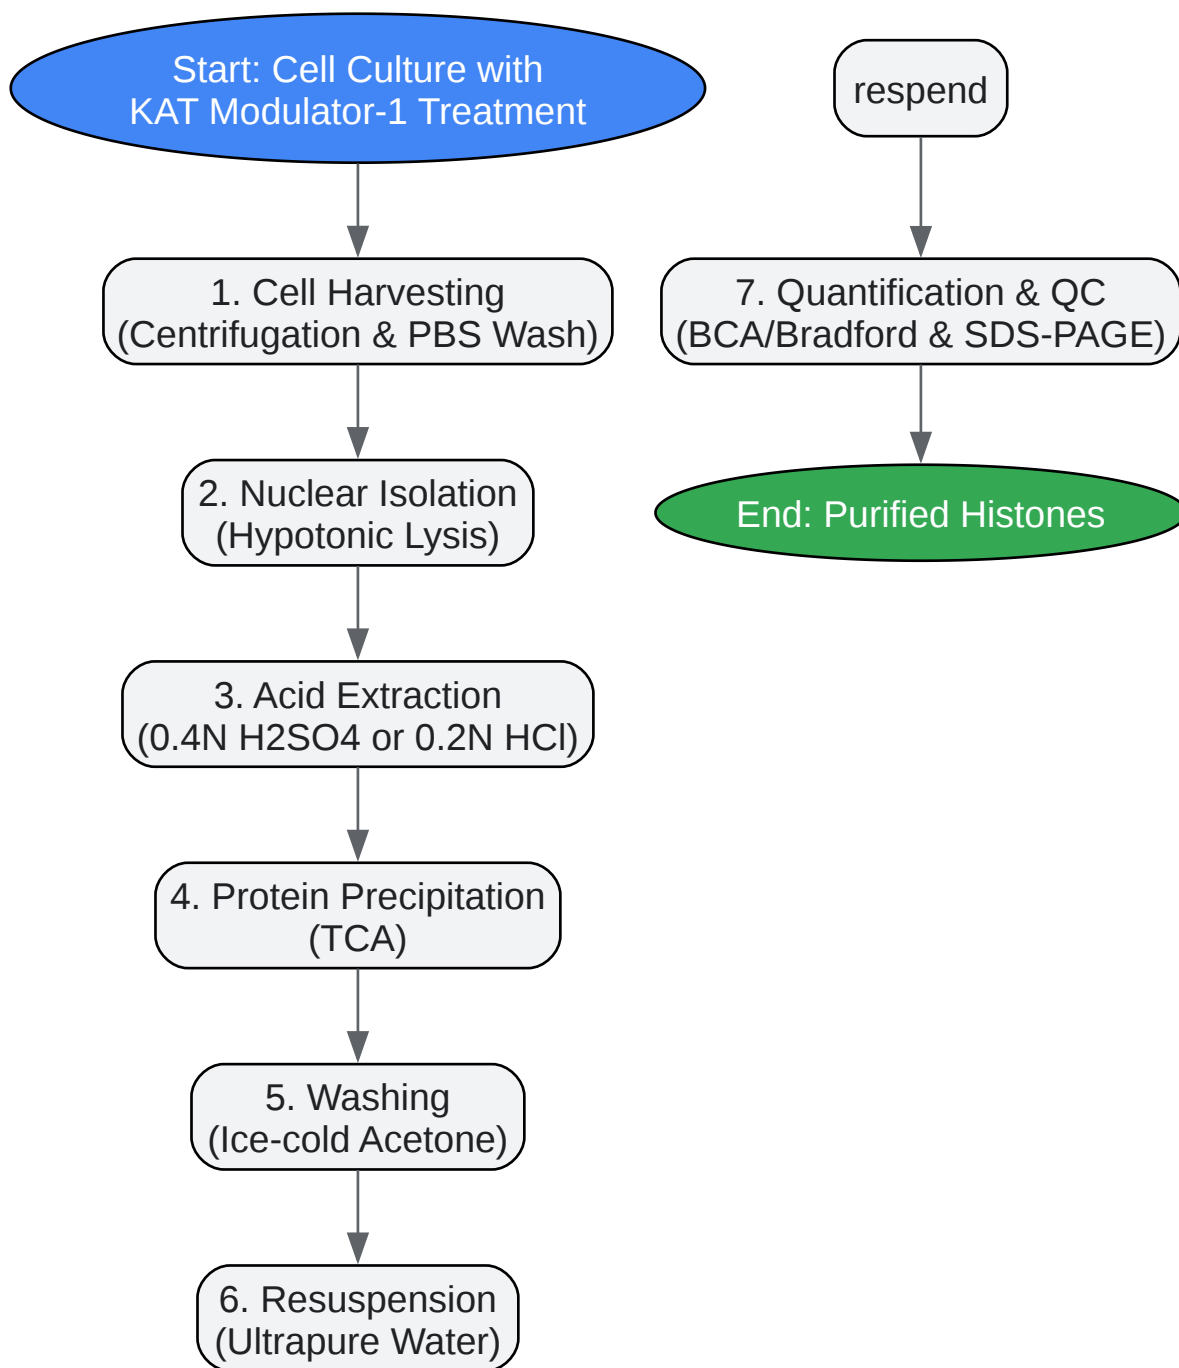 Start: Cell Culture with
KAT Modulator-1 Treatment
1. Cell Harvesting
(Centrifugation & PBS Wash)
2. Nuclear Isolation
(Hypotonic Lysis)
3. Acid Extraction
(0.4N H2SO4 or 0.2N HCl)
4. Protein Precipitation
(TCA)
5. Washing
(Ice-cold Acetone)
6. Resuspension
(Ultrapure Water)
respend
7. Quantification & QC
(BCA/Bradford & SDS-PAGE)
End: Purified Histones